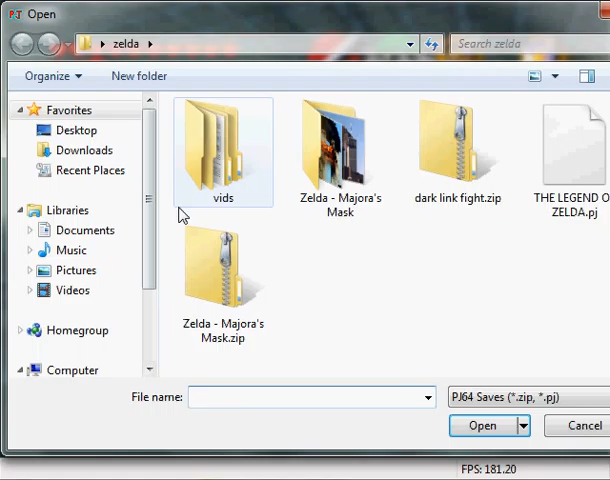 PJ Open
zelda
Search zelda
Organize
New folder
Favorites
Desktop
Downloads
Recent Places
Libraries
Documents
Music
Pictures
Videos
Homegroup
Computer
vids
Zelda - Majora's
Mask
dark link fight.zip
THE LEGEND O
ZELDA.pj
Zelda - Majora's
Mask.zip
File name:
PJ64 Saves (*.zip, *.pj)
Open
Cancel
FPS: 181.20